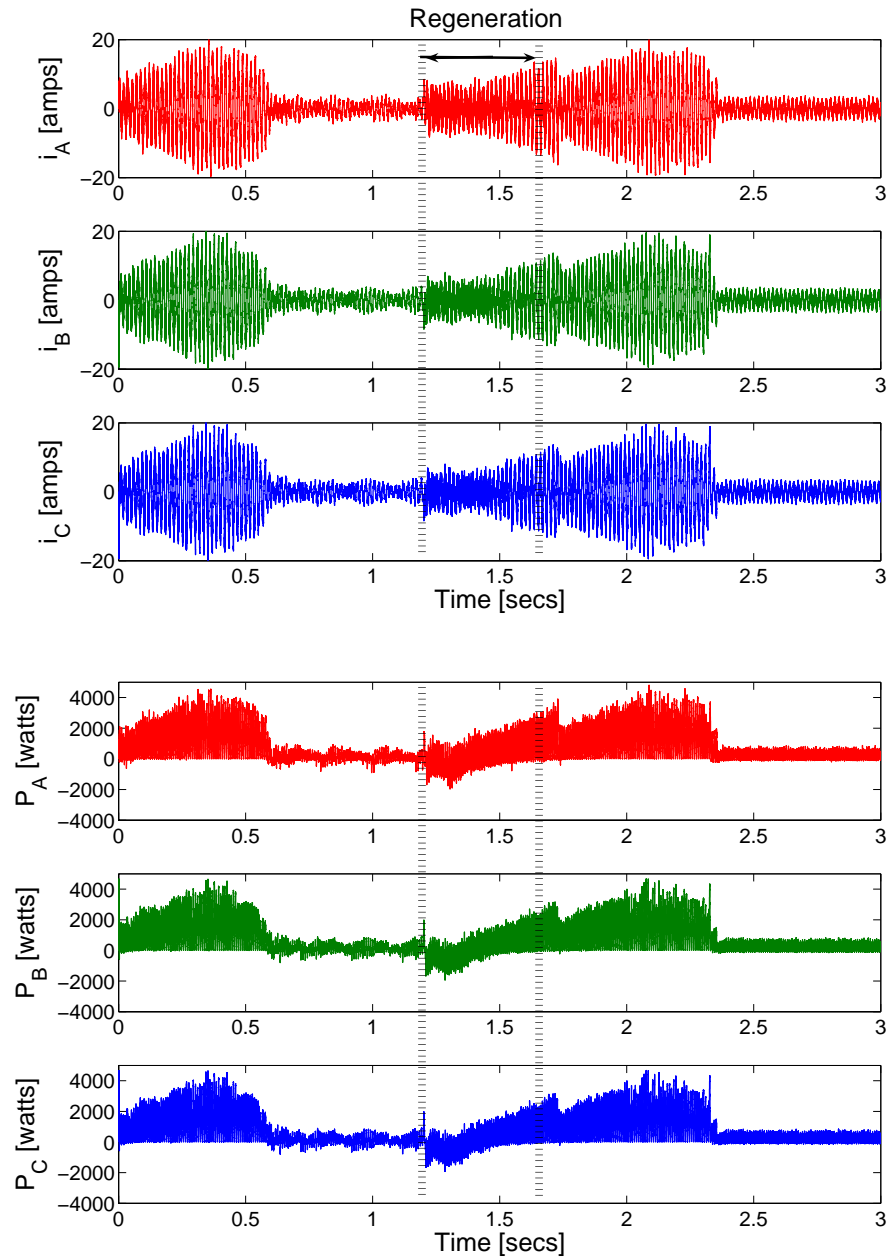 Regeneration
20
0
−20
i_A [amps]
0 0.5 1 1.5 2 2.5 3
20
0
−20
i_B [amps]
0 0.5 1 1.5 2 2.5 3
20
0
−20
i_C [amps]
0 0.5 1 1.5 2 2.5 3
Time [secs]
4000
2000
0
−2000
−4000
P_A [watts]
0 0.5 1 1.5 2 2.5 3
4000
2000
0
−2000
−4000
P_B [watts]
0 0.5 1 1.5 2 2.5 3
4000
2000
0
−2000
−4000
P_C [watts]
0 0.5 1 1.5 2 2.5 3
Time [secs]